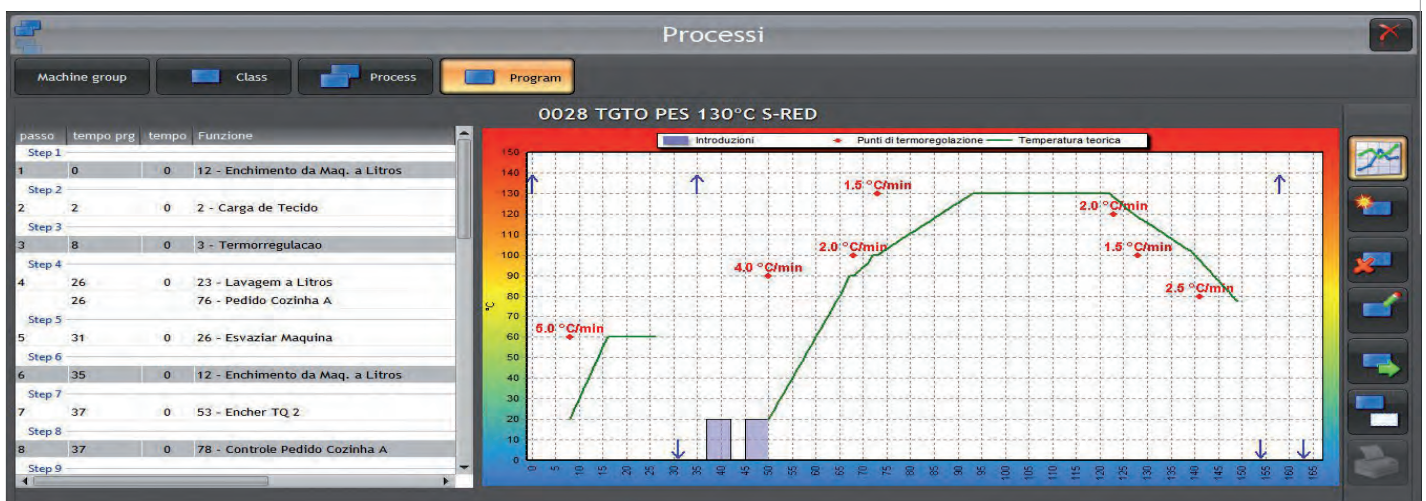 Processi
Machine group Class Process Program
0028 TGTO PES 130°C S-RED
passo tempo prg tempo Funzione
Step 1
1 0 0 12 - Enchimento da Maq. a Litros
Step 2
2 2 0 2 - Carga de Tecido
Step 3
3 8 0 3 - Termorregulacao
Step 4
4 26 0 23 - Lavagem a Litros
26 76 - Pedido Cozinha A
Step 5
5 31 0 26 - Esvaziar Maquina
Step 6
6 35 0 12 - Enchimento da Maq. a Litros
Step 7
7 37 0 53 - Encher TQ 2
Step 8
8 37 0 78 - Controle Pedido Cozinha A
Step 9
Introduzioni Punti di termoregolazione Temperatura teorica
150
140
130
120
110
100
90
80
70
60
50
40
30
20
10
0
°C
5.0 °C/min
4.0 °C/min
2.0 °C/min
1.5 °C/min
2.0 °C/min
1.5 °C/min
2.5 °C/min
0 5 10 15 20 25 30 35 40 45 50 55 60 65 70 75 80 85 90 95 100 105 110 115 120 125 130 135 140 145 150 155 160 165